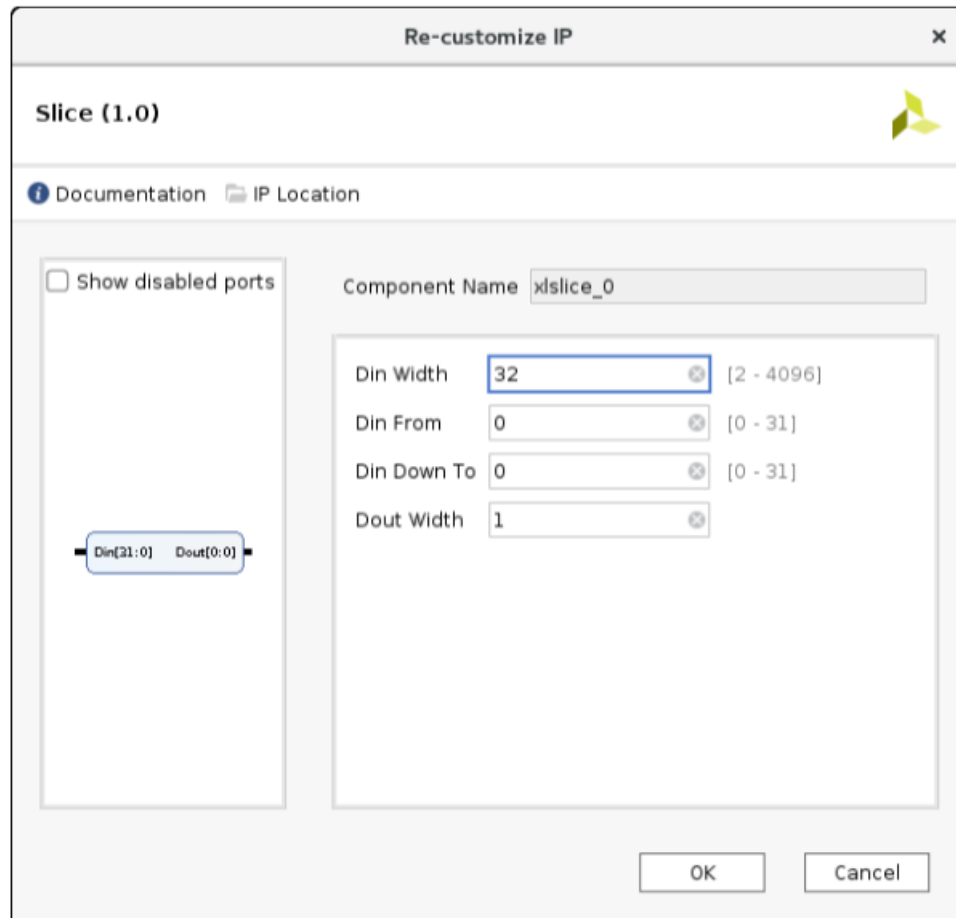 Re-customize IP
Slice (1.0)
Documentation IP Location
Show disabled ports
Component Name xlslice_0
Din Width 32 [2 - 4096]
Din From 0 [0 - 31]
Din Down To 0 [0 - 31]
Dout Width 1
Din[31:0] Dout[0:0]
OK Cancel